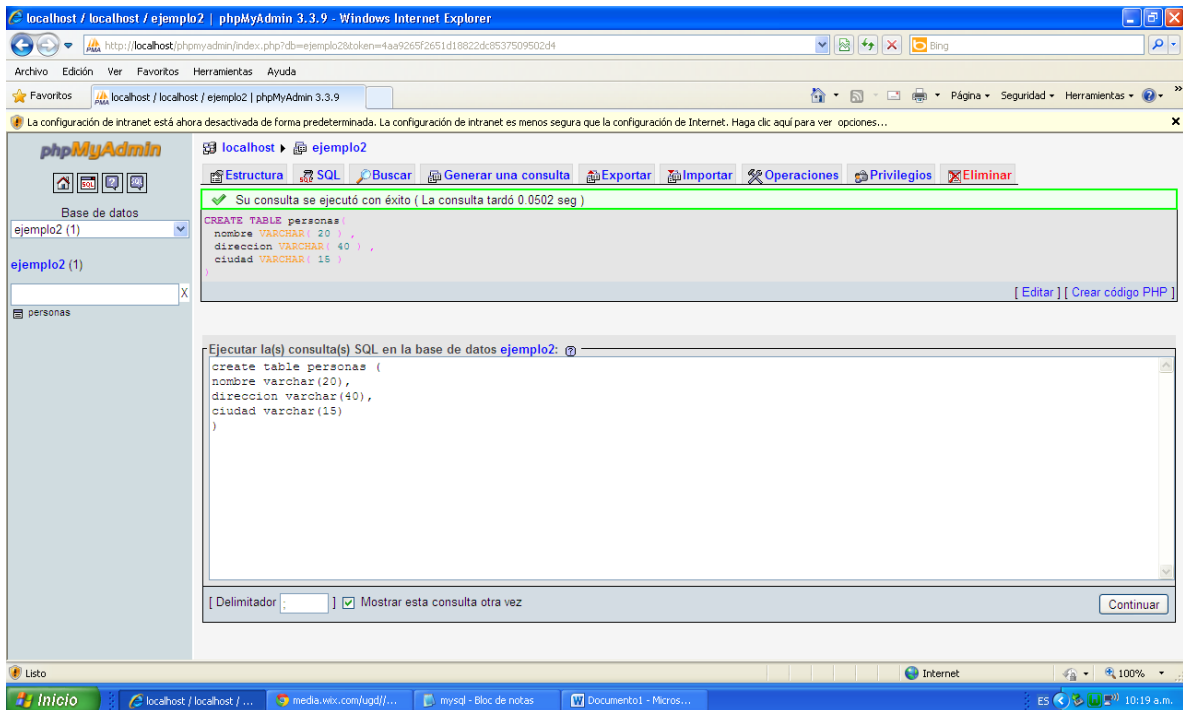 localhost / localhost / ejemplo2 | phpMyAdmin 3.3.9 - Windows Internet Explorer
http://localhost/phpmyadmin/index.php?db=ejemplo2&token=4aa9265f2651d18822dc8537509502d4
Bing
Archivo Edición Ver Favoritos Herramientas Ayuda
Favoritos
localhost / localhost / ejemplo2 | phpMyAdmin 3.3.9
Página
Seguridad
Herramientas
»
La configuración de intranet está ahora desactivada de forma predeterminada. La configuración de intranet es menos segura que la configuración de Internet. Haga clic aquí para ver opciones...
phpMyAdmin
Base de datos
ejemplo2 (1)
ejemplo2 (1)
X
personas
localhost
ejemplo2
Estructura
SQL
Buscar
Generar una consulta
Exportar
Importar
Operaciones
Privilegios
Eliminar
Su consulta se ejecutó con éxito ( La consulta tardó 0.0502 seg )
CREATE TABLE personas(
nombre VARCHAR( 20 ) ,
direccion VARCHAR( 40 ) ,
ciudad VARCHAR( 15 )
)
[ Editar ] [ Crear código PHP ]
Ejecutar la(s) consulta(s) SQL en la base de datos ejemplo2:
create table personas (
nombre varchar(20),
direccion varchar(40),
ciudad varchar(15)
)
[ Delimitador ; ]
Mostrar esta consulta otra vez
Continuar
Listo
Internet
100%
Inicio
localhost / localhost / ...
media.wix.com/ugd//...
mysql - Bloc de notas
Documento1 - Micros...
ES
10:19 a.m.